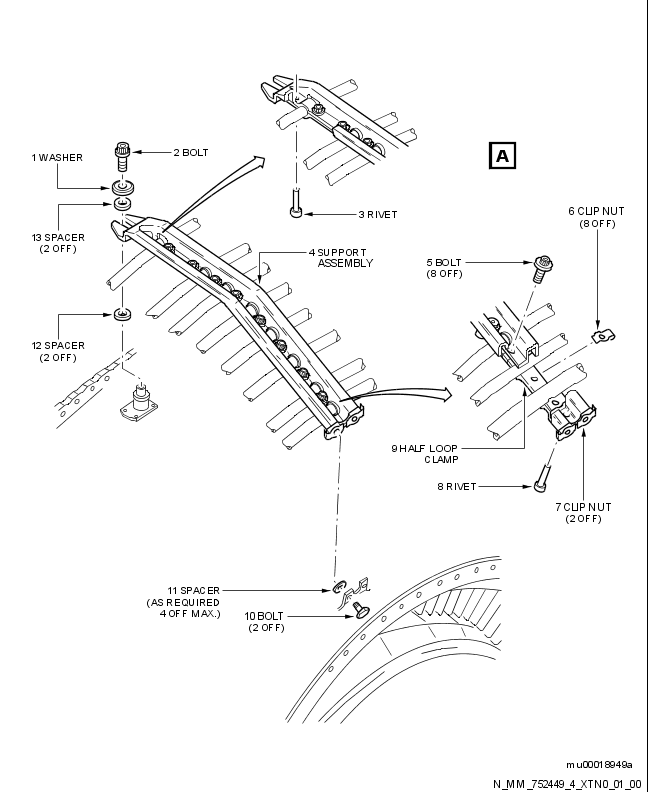 A
1 WASHER
2 BOLT
3 RIVET
13 SPACER
(2 OFF)
4 SUPPORT
ASSEMBLY
6 CLIP NUT
(8 OFF)
5 BOLT
(8 OFF)
12 SPACER
(2 OFF)
9 HALF LOOP
CLAMP
8 RIVET
7 CLIP NUT
(2 OFF)
11 SPACER
(AS REQUIRED
4 OFF MAX.)
10 BOLT
(2 OFF)
mu00018949a
N_MM_752449_4_XTN0_01_00